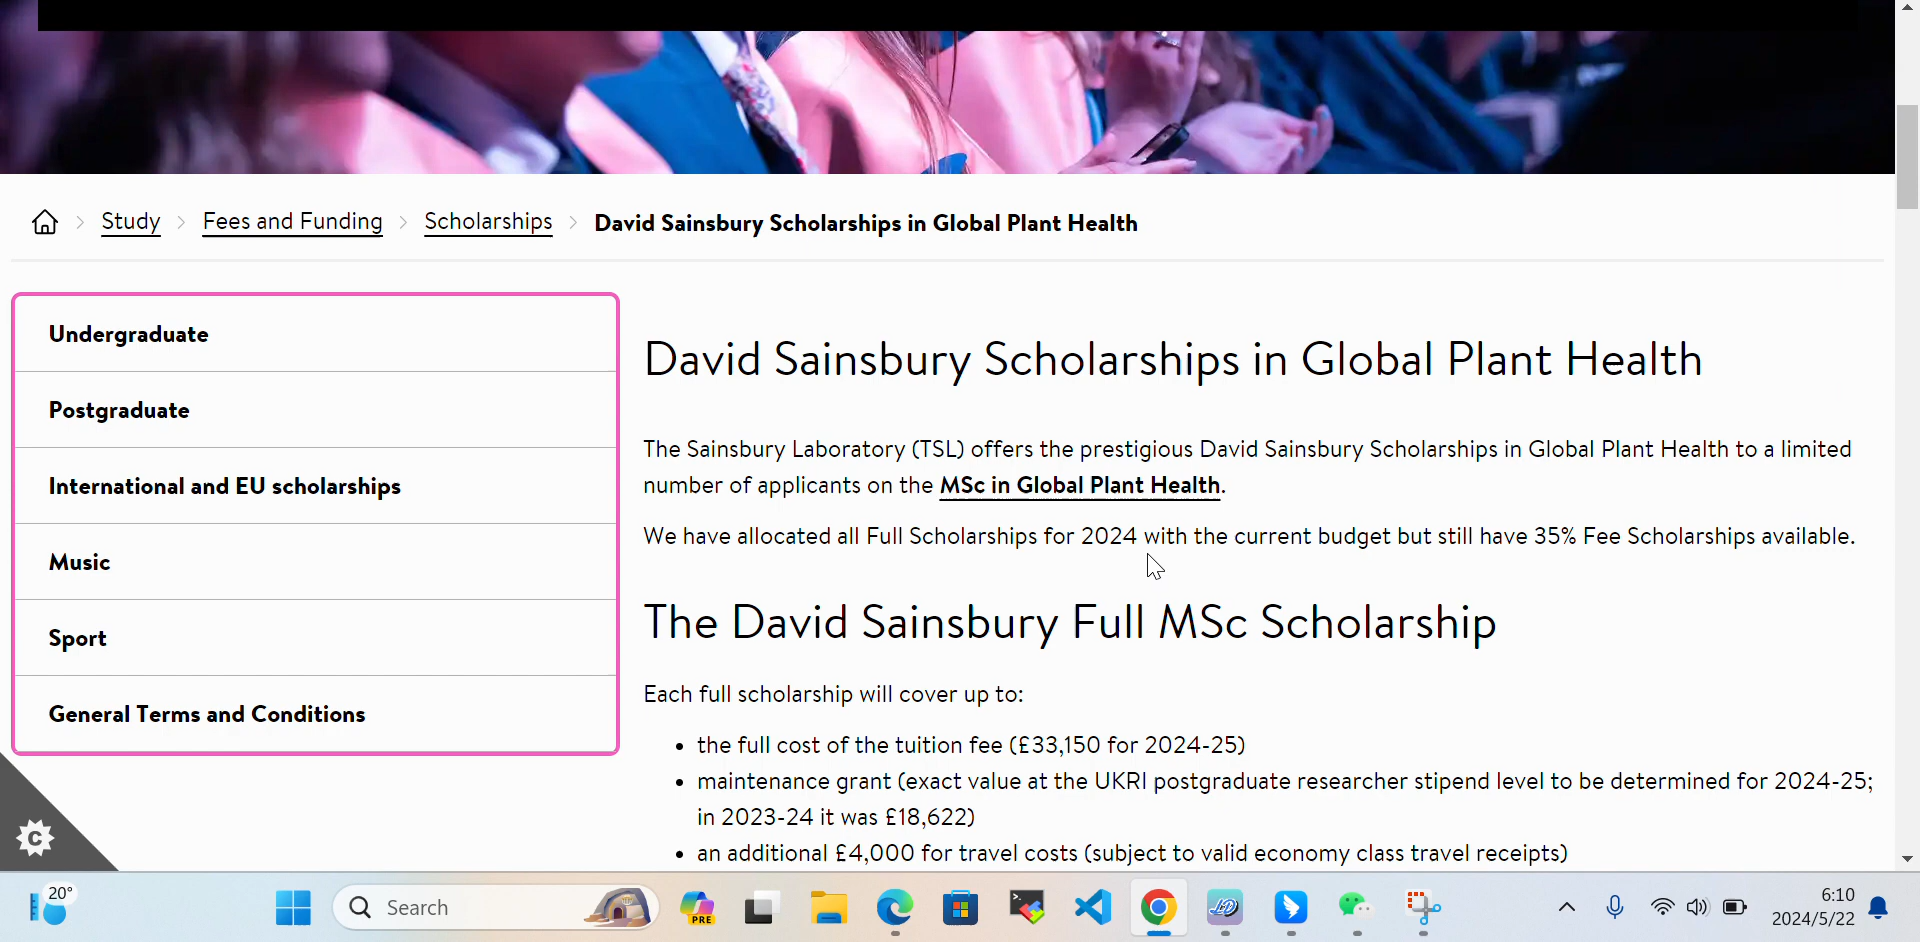 Study
Fees and Funding
Scholarships
David Sainsbury Scholarships in Global Plant Health
Undergraduate
Postgraduate
International and EU scholarships
Music
Sport
General Terms and Conditions
David Sainsbury Scholarships in Global Plant Health
The Sainsbury Laboratory (TSL) offers the prestigious David Sainsbury Scholarships in Global Plant Health to a limited
number of applicants on the MSc in Global Plant Health.
We have allocated all Full Scholarships for 2024 with the current budget but still have 35% Fee Scholarships available.
The David Sainsbury Full MSc Scholarship
Each full scholarship will cover up to:
• the full cost of the tuition fee (£33,150 for 2024-25)
• maintenance grant (exact value at the UKRI postgraduate researcher stipend level to be determined for 2024-25;
in 2023-24 it was £18,622)
• an additional £4,000 for travel costs (subject to valid economy class travel receipts)
C
20°
Search
PRE
6:10
2024/5/22